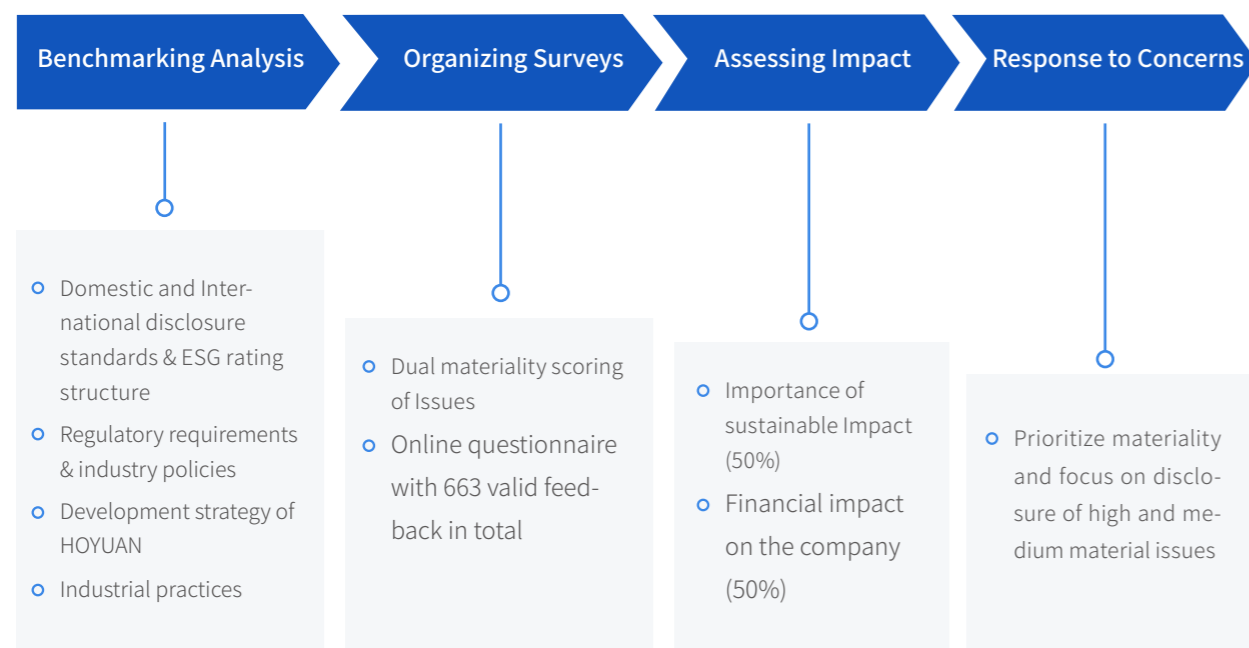 Benchmarking Analysis
Organizing Surveys
Assessing Impact
Response to Concerns
Domestic and Inter-
national disclosure
standards & ESG rating
structure
Regulatory requirements
& industry policies
Development strategy of
HOYUAN
Industrial practices
Dual materiality scoring
of Issues
Online questionnaire
with 663 valid feed-
back in total
Importance of
sustainable Impact
(50%)
Financial impact
on the company
(50%)
Prioritize materiality
and focus on disclo-
sure of high and me-
dium material issues